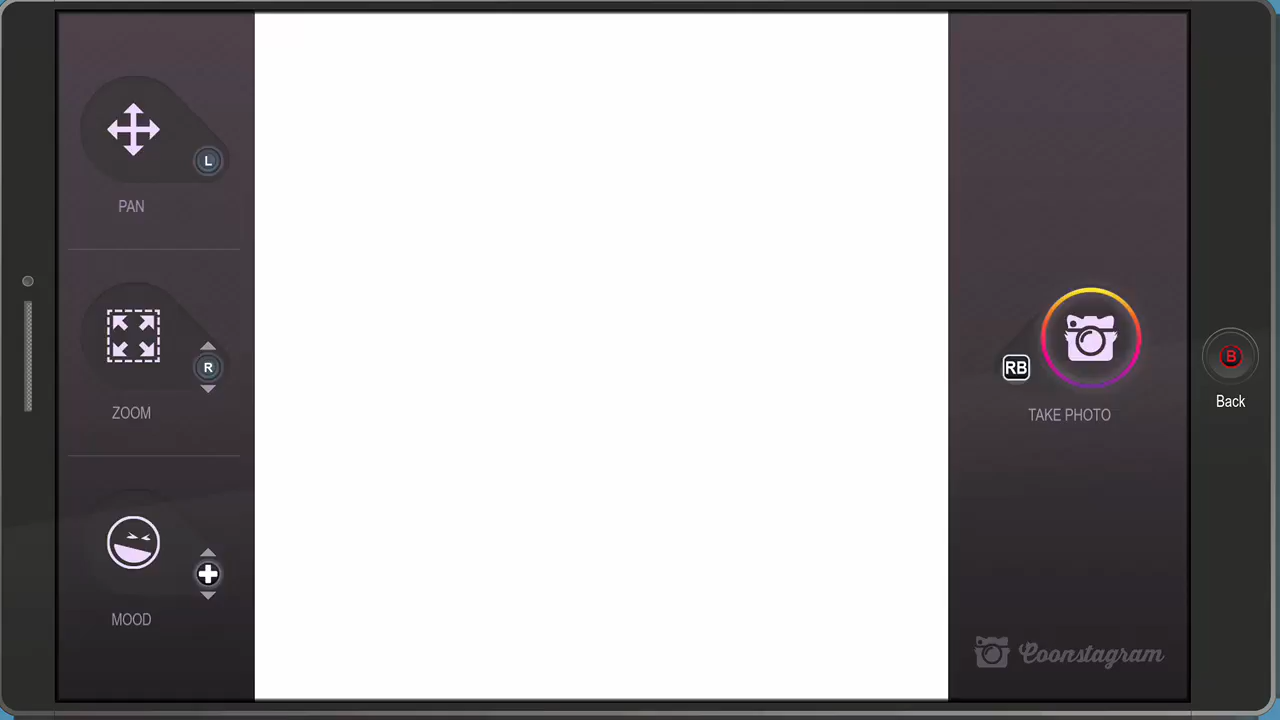 L
PAN
R
ZOOM
MOOD
RB
TAKE PHOTO
B
Back
Coonstagram